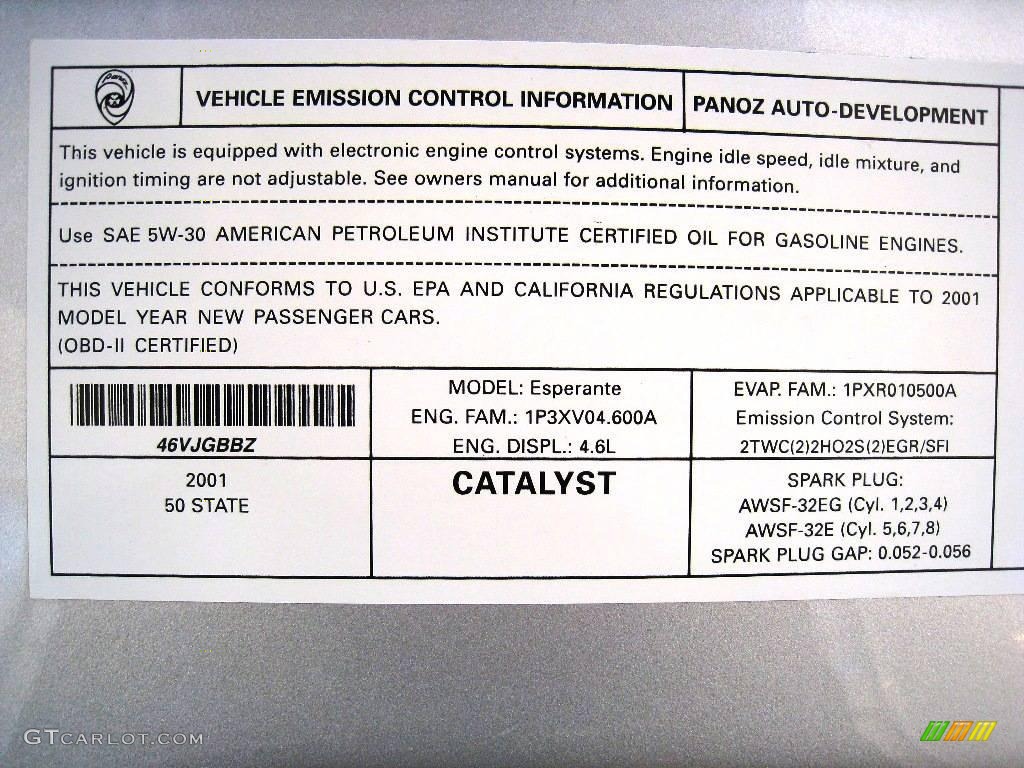 Panoz
VEHICLE EMISSION CONTROL INFORMATION
PANOZ AUTO-DEVELOPMENT
This vehicle is equipped with electronic engine control systems. Engine idle speed, idle mixture, and
ignition timing are not adjustable. See owners manual for additional information.
Use SAE 5W-30 AMERICAN PETROLEUM INSTITUTE CERTIFIED OIL FOR GASOLINE ENGINES.
THIS VEHICLE CONFORMS TO U.S. EPA AND CALIFORNIA REGULATIONS APPLICABLE TO 2001
MODEL YEAR NEW PASSENGER CARS.
(OBD-II CERTIFIED)
46VJGBBZ
MODEL: Esperante
ENG. FAM.: 1P3XV04.600A
ENG. DISPL.: 4.6L
EVAP. FAM.: 1PXR010500A
Emission Control System:
2TWC(2)2HO2S(2)EGR/SFI
2001
50 STATE
CATALYST
SPARK PLUG:
AWSF-32EG (Cyl. 1,2,3,4)
AWSF-32E (Cyl. 5,6,7,8)
SPARK PLUG GAP: 0.052-0.056
GTCARLOT.COM